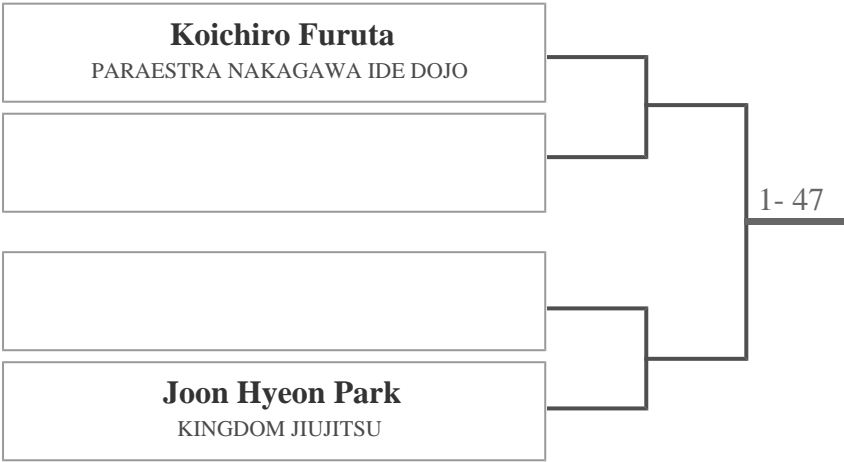 Koichiro Furuta
PARAESTRA NAKAGAWA IDE DOJO
1- 47
Joon Hyeon Park
KINGDOM JIUJITSU